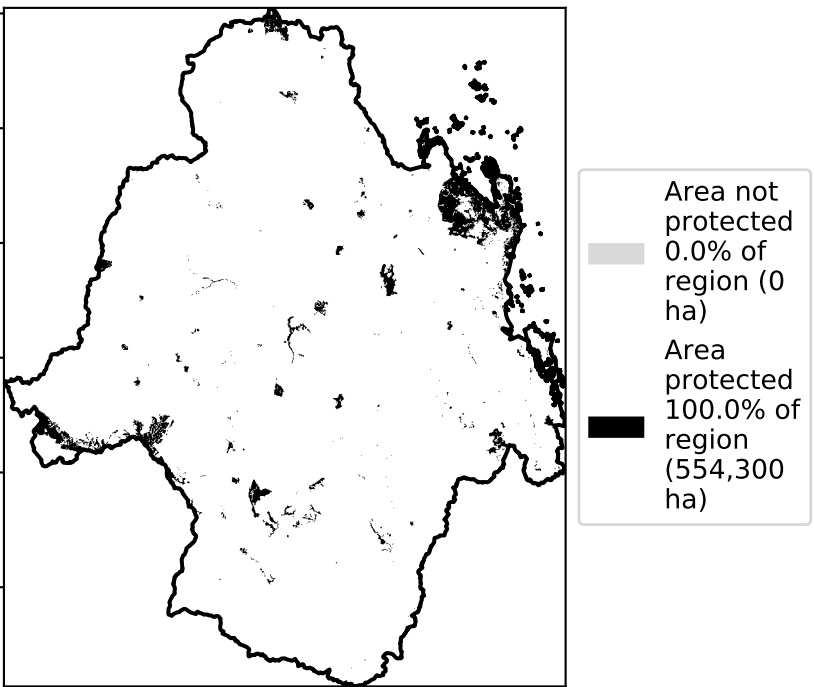 Area not
protected
0.0% of
region (0
ha)
Area
protected
100.0% of
region
(554,300
ha)